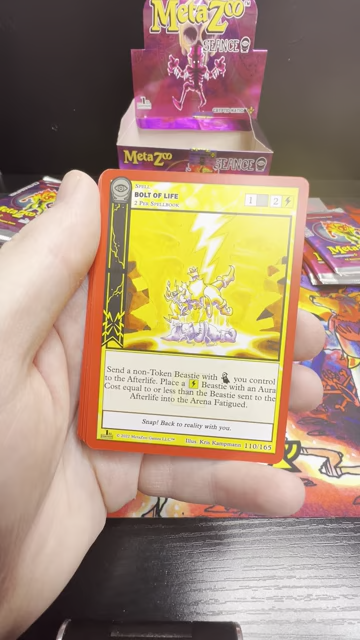 MetaZoo
SEANCE
MetaZoo
SEANCE
SPELL
BOLT OF LIFE
2 PER SPELLBOOK
1 2
Send a non-Token Beastie with you control
to the Afterlife. Place a Beastie with an Aura
Cost equal to or less than the Beastie sent to the
Afterlife into the Arena Fatigued.
Snap! Back to reality with you.
Illus: Kris Kampmann 110/165